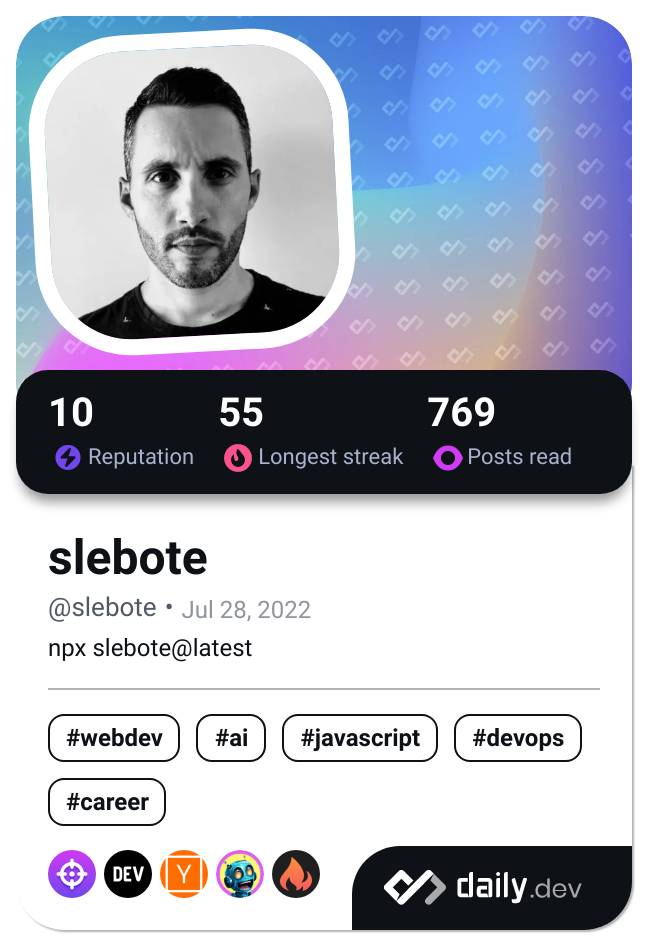 10 55 769
Reputation Longest streak Posts read
slebote
@slebote • Jul 28, 2022
npx slebote@latest
#webdev #ai #javascript #devops
#career
DEV Y
daily.dev